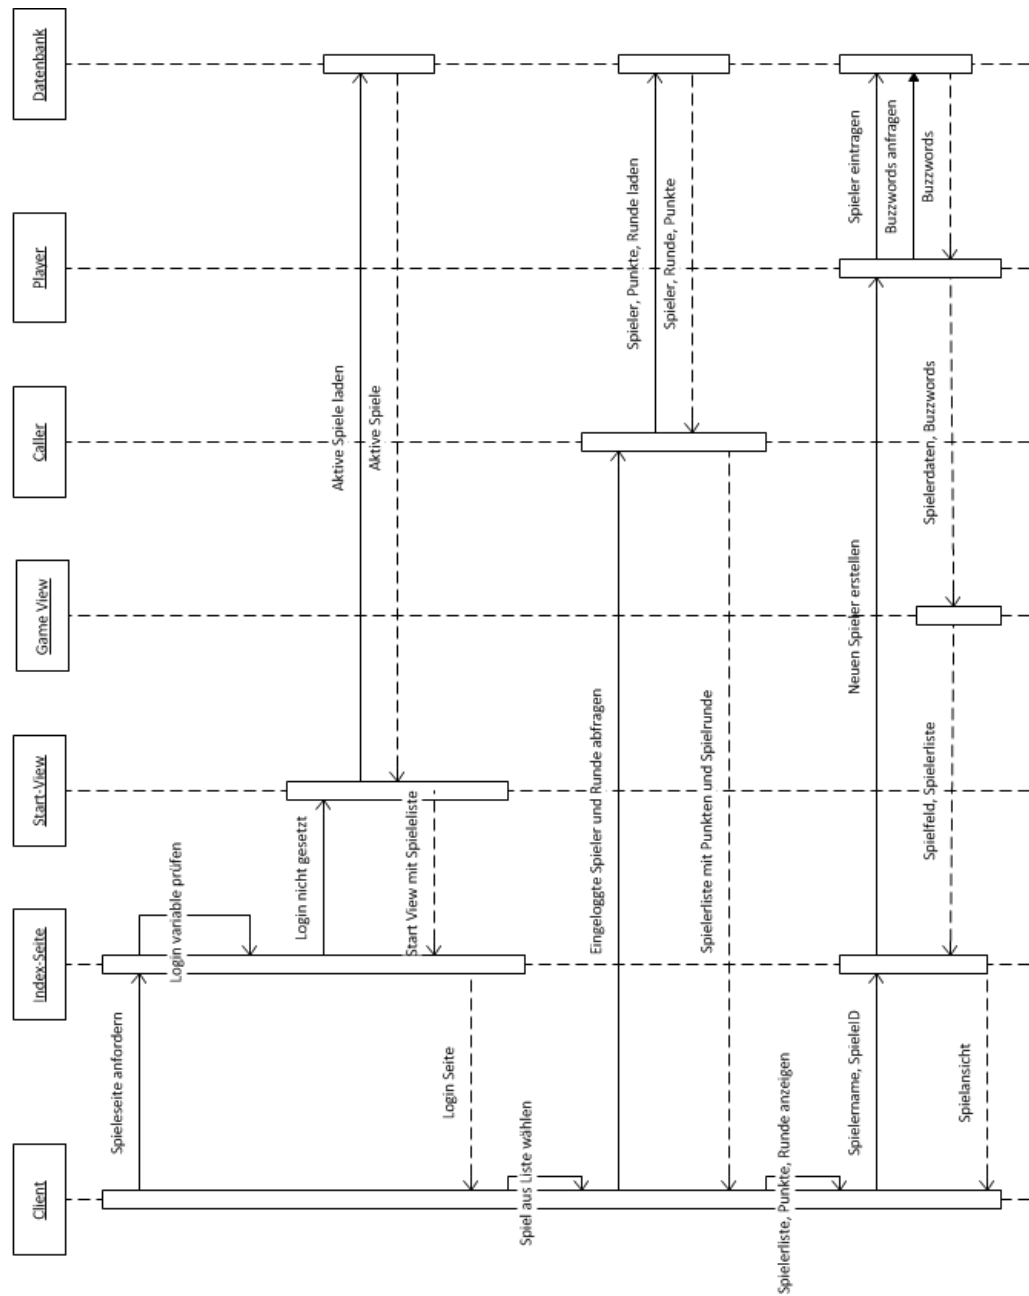 Client
Index-Seite
Start-View
Game View
Caller
Player
Datenbank
Spieleseite anfordern
Login variable prüfen
Login nicht gesetzt
Aktive Spiele laden
Aktive Spiele
Start View mit Spieleliste
Login Seite
Spiel aus Liste wählen
Eingeloggte Spieler und Runde abfragen
Spieler, Punkte, Runde laden
Spieler, Runde, Punkte
Spielerliste mit Punkten und Spielrunde
Spielerliste, Punkte, Runde anzeigen
Spielername, SpieleID
Neuen Spieler erstellen
Spieler eintragen
Buzzwords anfragen
Buzzwords
Spielerdaten, Buzzwords
Spielfeld, Spielerliste
Spielansicht